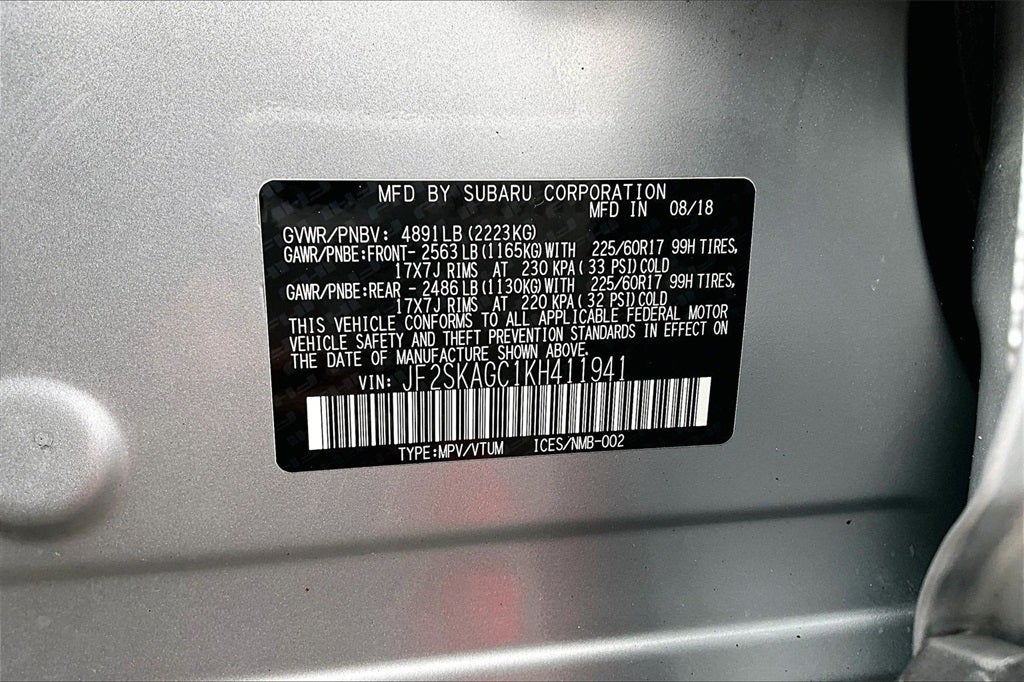 MFD BY SUBARU CORPORATION
MFD IN 08/18
GVWR/PNBV: 4891LB (2223KG)
GAWR/PNBE:FRONT- 2563 LB (1165KG) WITH 225/60R17 99H TIRES,
17X7J RIMS AT 230 KPA ( 33 PSI) COLD
GAWR/PNBE:REAR - 2486 LB (1130KG) WITH 225/60R17 99H TIRES,
17X7J RIMS AT 220 KPA ( 32 PSI) COLD
THIS VEHICLE CONFORMS TO ALL APPLICABLE FEDERAL MOTOR
VEHICLE SAFETY AND THEFT PREVENTION STANDARDS IN EFFECT ON
THE DATE OF MANUFACTURE SHOWN ABOVE.
VIN: JF2SKAGC1KH411941
TYPE:MPV/VTUM ICES/NMB-002